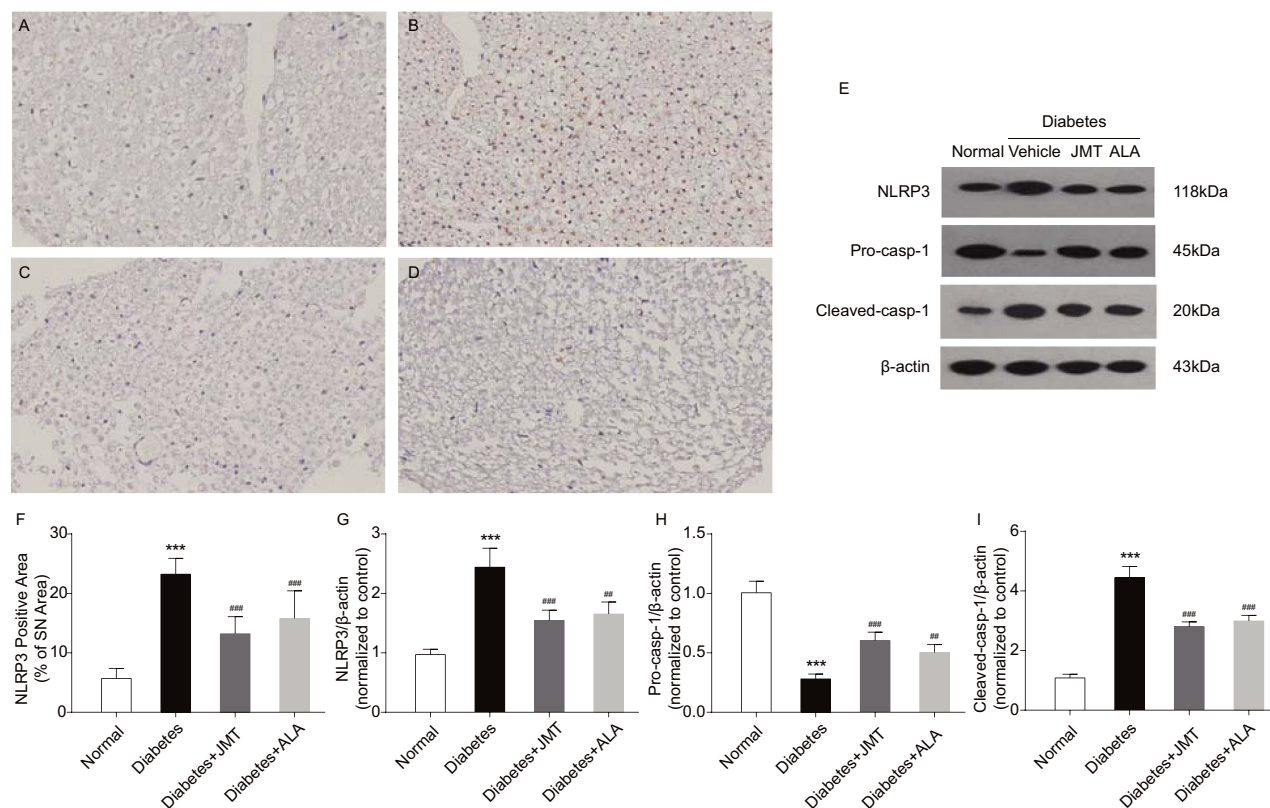 A
B
C
D
E
Diabetes
Normal Vehicle JMT ALA
NLRP3 118kDa
Pro-casp-1 45kDa
Cleaved-casp-1 20kDa
β-actin 43kDa
F
NLRP3 Positive Area
(% of SN Area)
30
20
10
0
***
###
###
Normal
Diabetes
Diabetes+JMT
Diabetes+ALA
G
NLRP3/β-actin
(normalized to control)
3
2
1
0
***
###
##
Normal
Diabetes
Diabetes+JMT
Diabetes+ALA
H
Pro-casp-1/β-actin
(normalized to control)
1.5
1.0
0.5
0.0
***
###
##
Normal
Diabetes
Diabetes+JMT
Diabetes+ALA
I
Cleaved-casp-1/β-actin
(normalized to control)
6
4
2
0
***
###
###
Normal
Diabetes
Diabetes+JMT
Diabetes+ALA